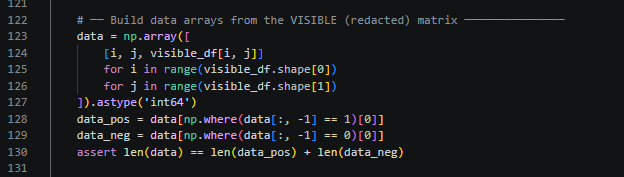 121
122 # ── Build data arrays from the VISIBLE (redacted) matrix ───────────────
123 data = np.array([
124 [i, j, visible_df[i, j]]
125 for i in range(visible_df.shape[0])
126 for j in range(visible_df.shape[1])
127 ]).astype('int64')
128 data_pos = data[np.where(data[:, -1] == 1)[0]]
129 data_neg = data[np.where(data[:, -1] == 0)[0]]
130 assert len(data) == len(data_pos) + len(data_neg)
131